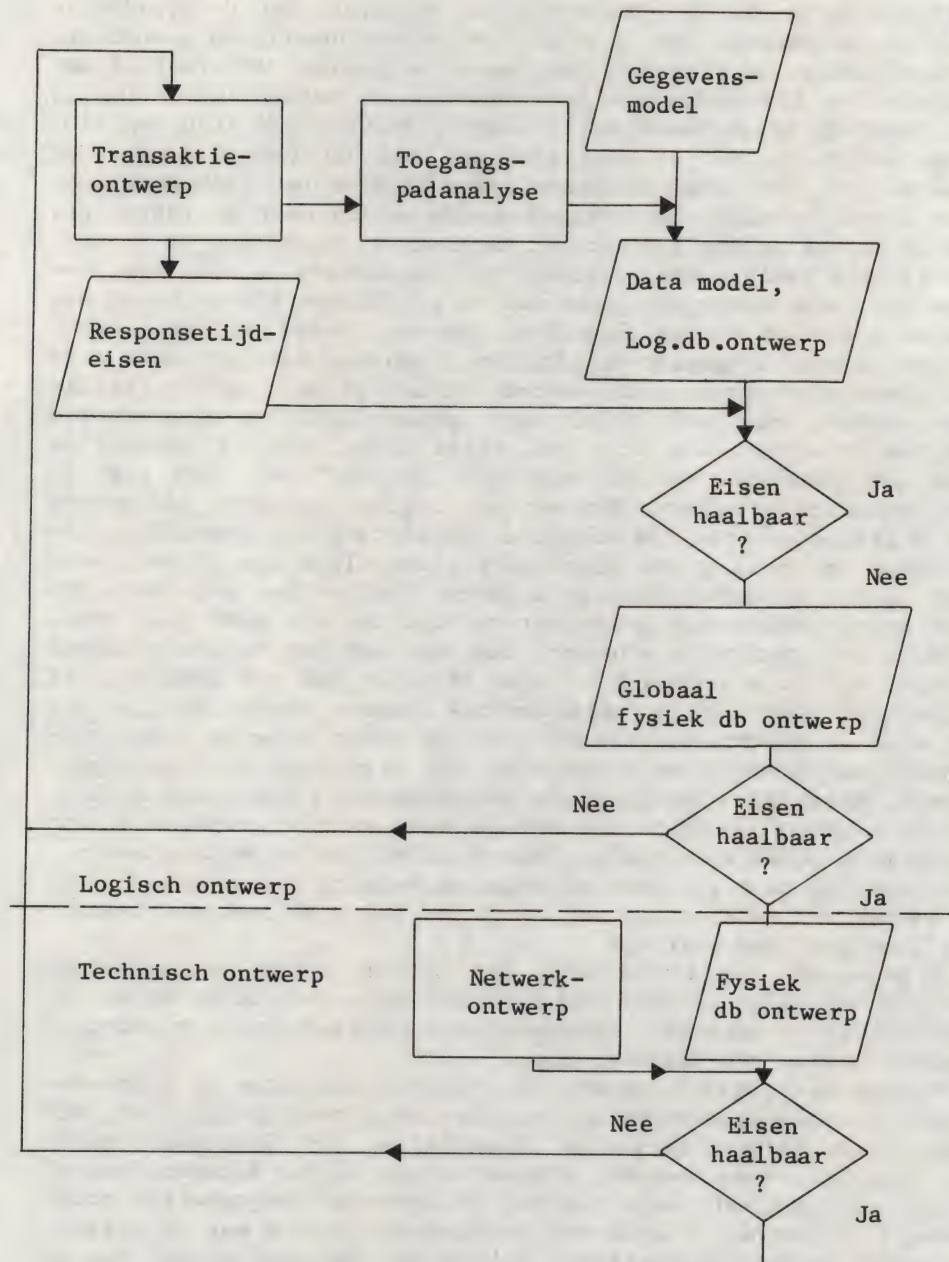 Gegevens-
model
Transaktie-
ontwerp
Toegangs-
padanalyse
Responsetijd-
eisen
Data model,
Log.db.ontwerp
Eisen
haalbaar
?
Ja
Nee
Globaal
fysiek db ontwerp
Nee
Eisen
haalbaar
?
Logisch ontwerp
Ja
Technisch ontwerp
Netwerk-
ontwerp
Fysiek
db ontwerp
Nee
Eisen
haalbaar
?
Ja